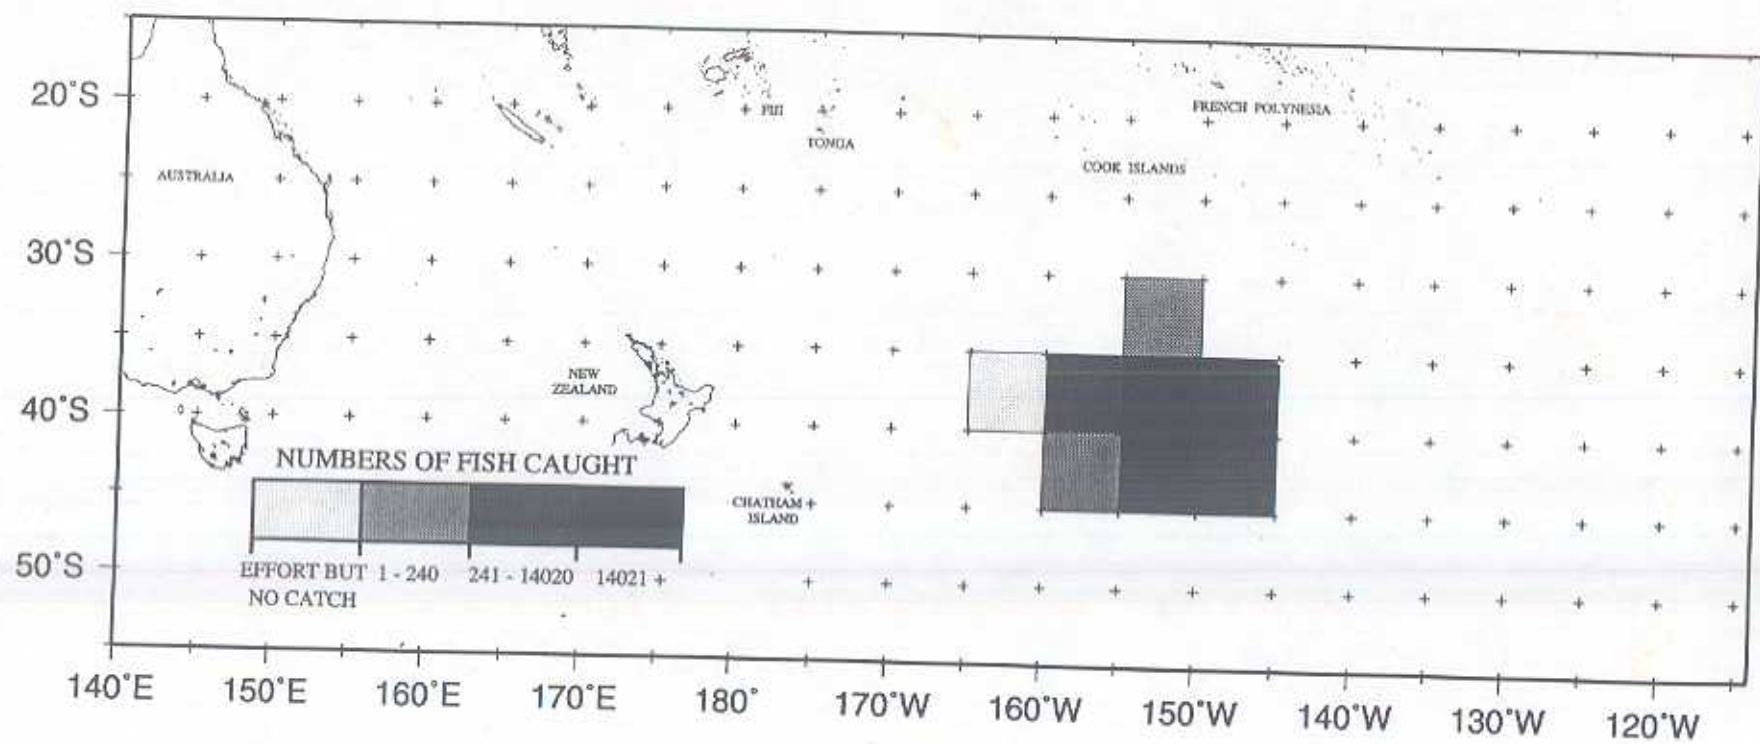 20°S
30°S
40°S
50°S
FIJI
TONGA
FRENCH POLYNESIA
COOK ISLANDS
AUSTRALIA
NEW
ZEALAND
CHATHAM
ISLAND
NUMBERS OF FISH CAUGHT
EFFORT BUT 1 - 240 241 - 14020 14021 +
NO CATCH
140°E 150°E 160°E 170°E 180° 170°W 160°W 150°W 140°W 130°W 120°W